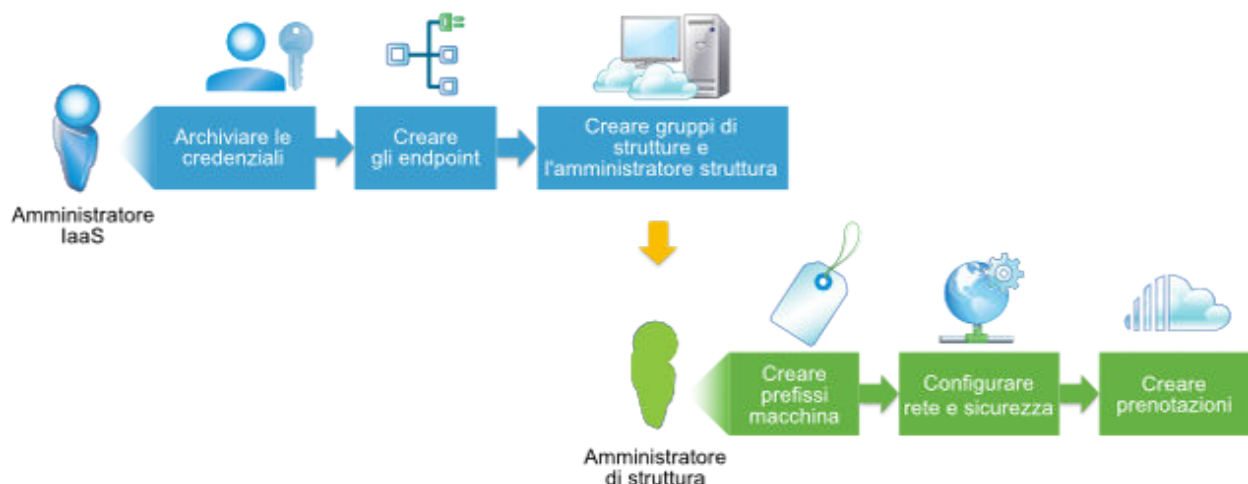 Archiviare le
credenziali
Creare
gli endpoint
Creare gruppi di
strutture e
l'amministratore struttura
Amministratore
IaaS
Creare
prefissi
macchina
Configurare
rete e sicurezza
Creare
prenotazioni
Amministratore
di struttura